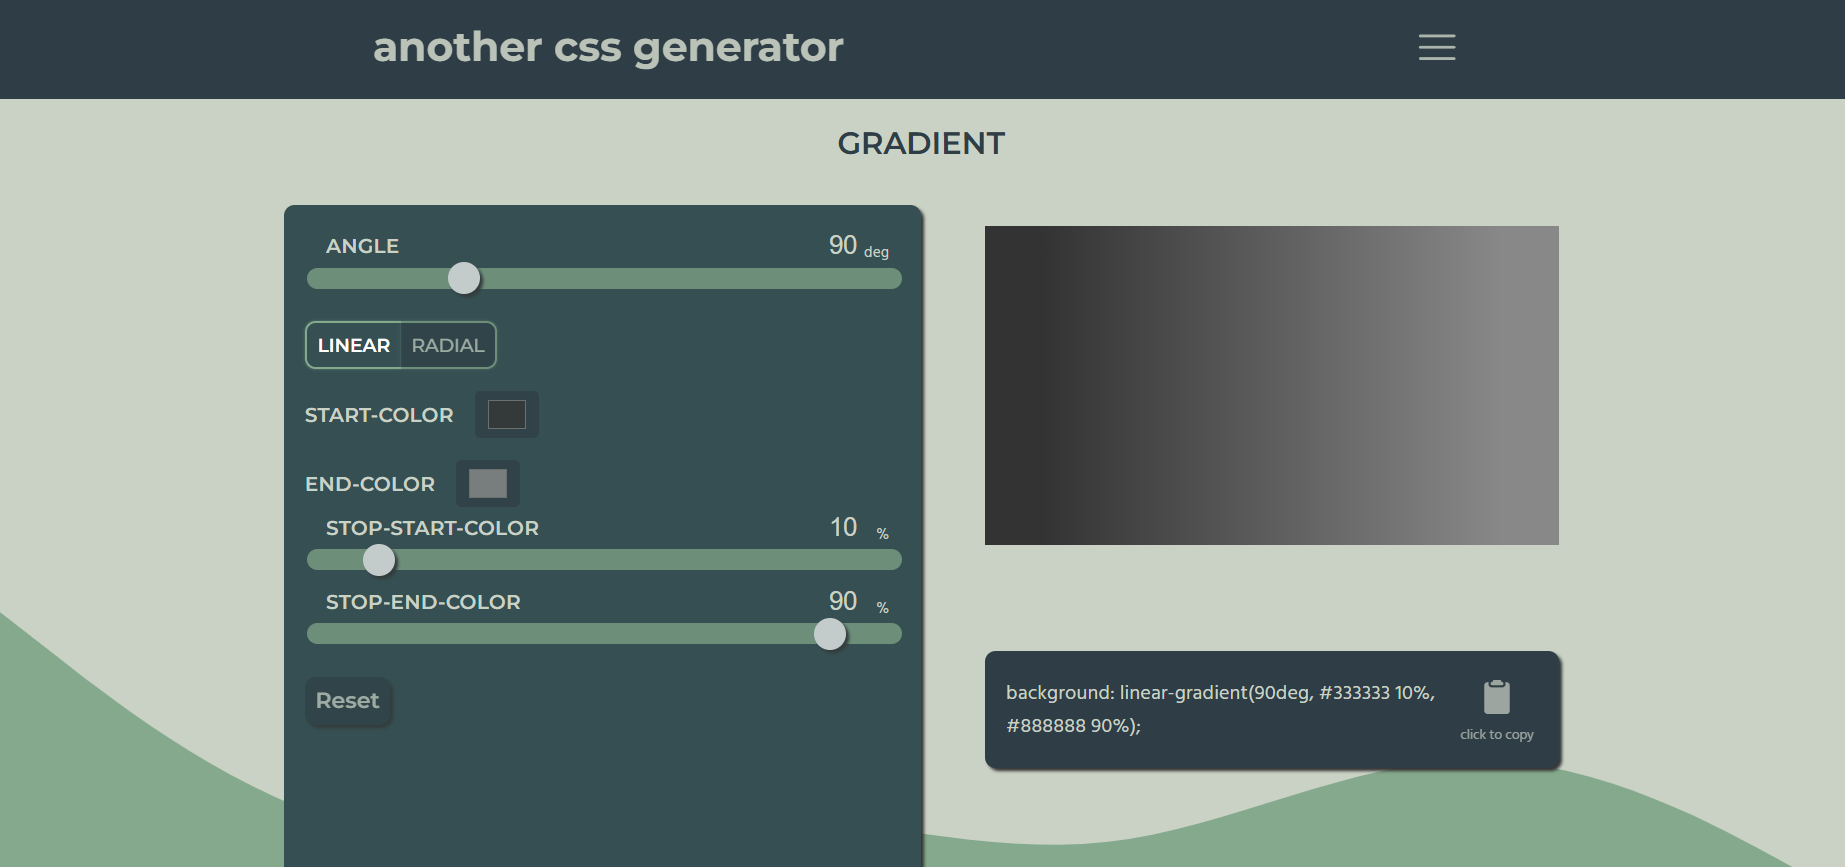 another css generator
GRADIENT
ANGLE
90 deg
LINEAR RADIAL
START-COLOR
END-COLOR
STOP-START-COLOR
10 %
STOP-END-COLOR
90 %
Reset
background: linear-gradient(90deg, #333333 10%,
#888888 90%);
click to copy